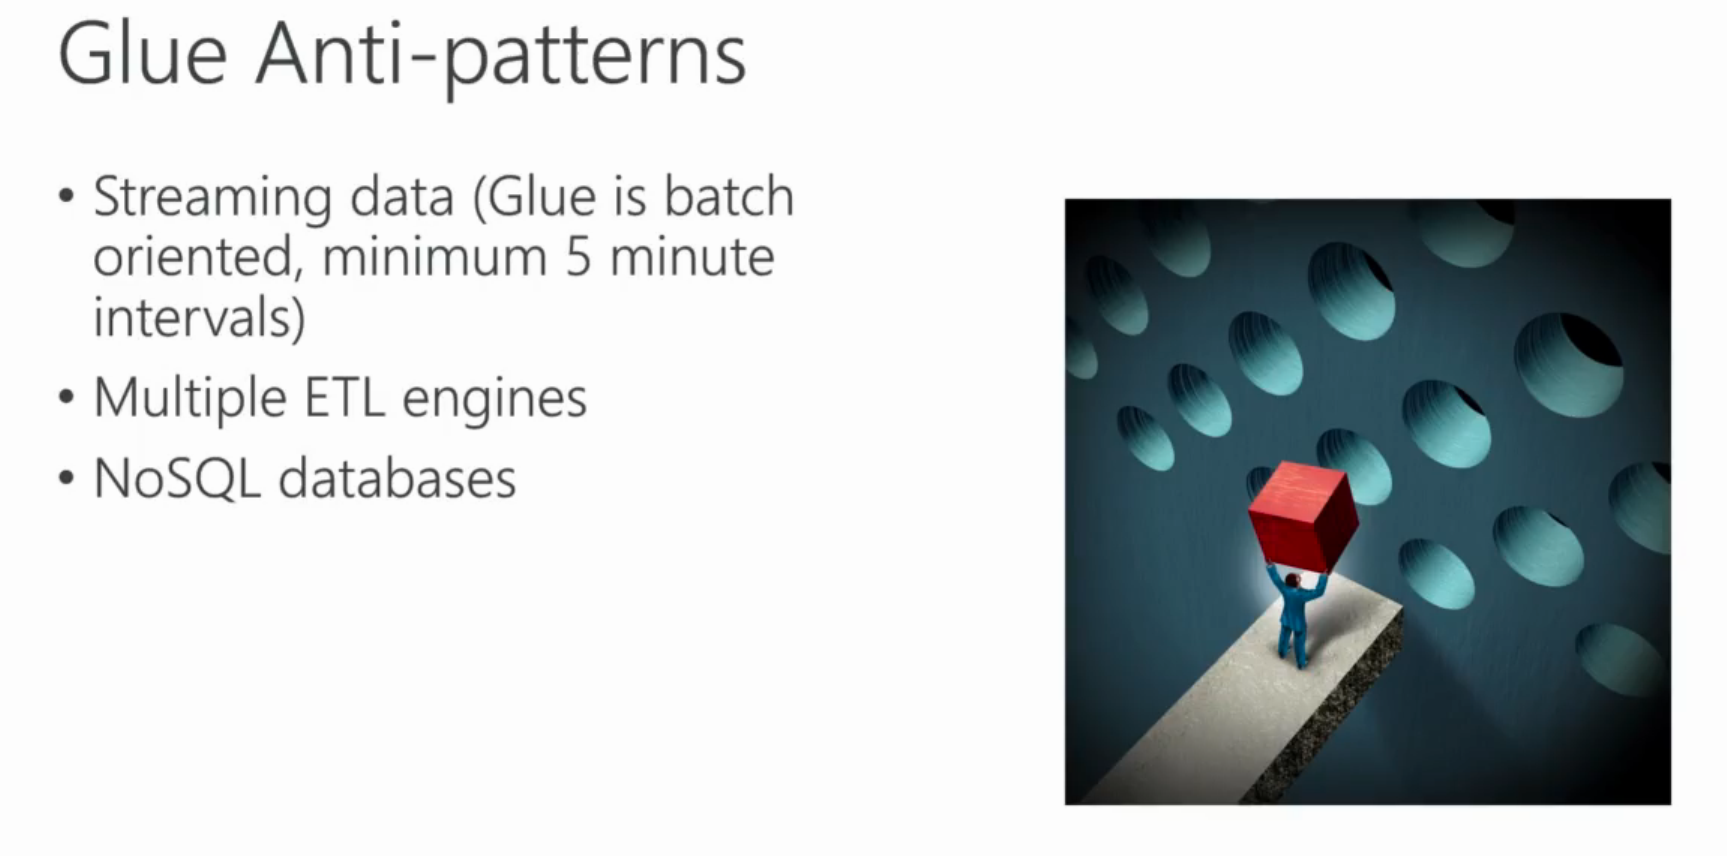 Glue Anti-patterns
• Streaming data (Glue is batch
oriented, minimum 5 minute
intervals)
• Multiple ETL engines
• NoSQL databases